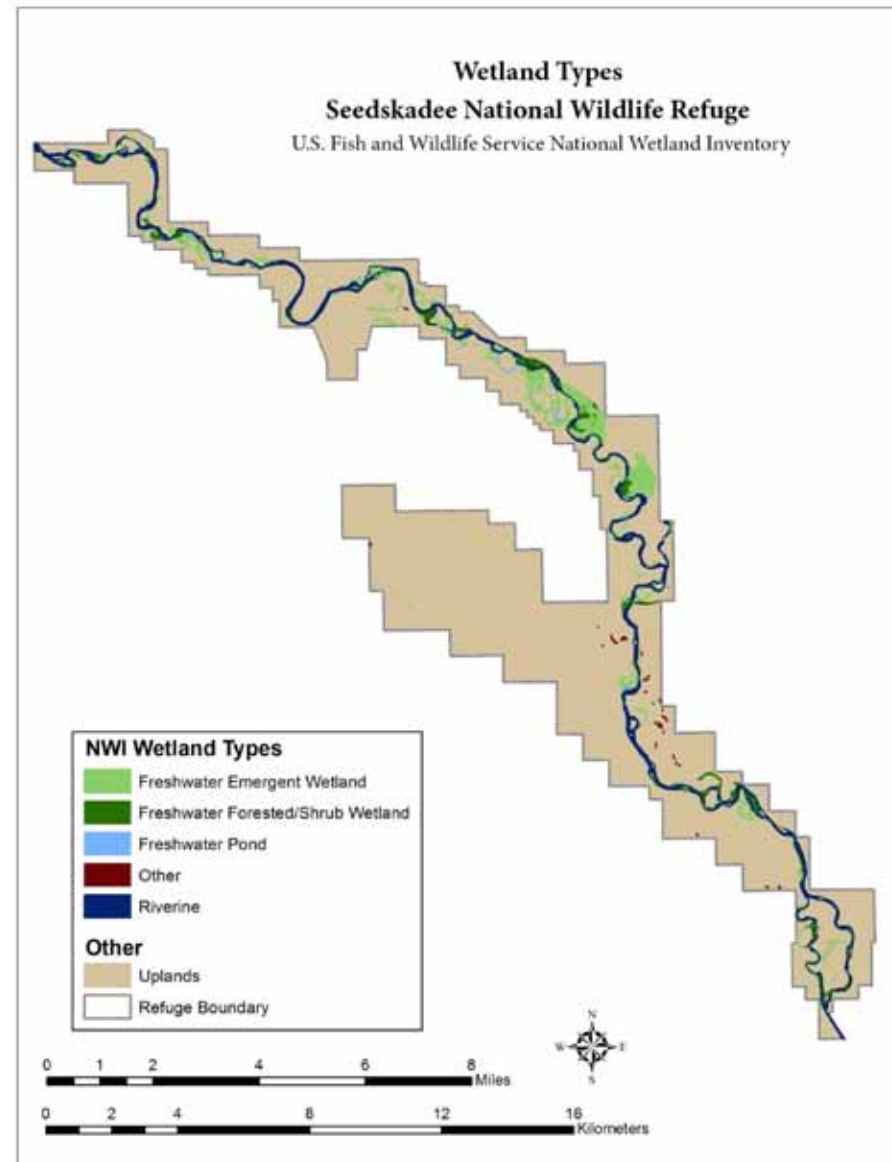 Wetland Types
Seedskadee National Wildlife Refuge
U.S. Fish and Wildlife Service National Wetland Inventory
NWI Wetland Types
Freshwater Emergent Wetland
Freshwater Forested/Shrub Wetland
Freshwater Pond
Other
Riverine
Other
Uplands
Refuge Boundary
N
W E
S
0 1 2 4 6 8
Miles
0 2 4 8 12 16
Kilometers